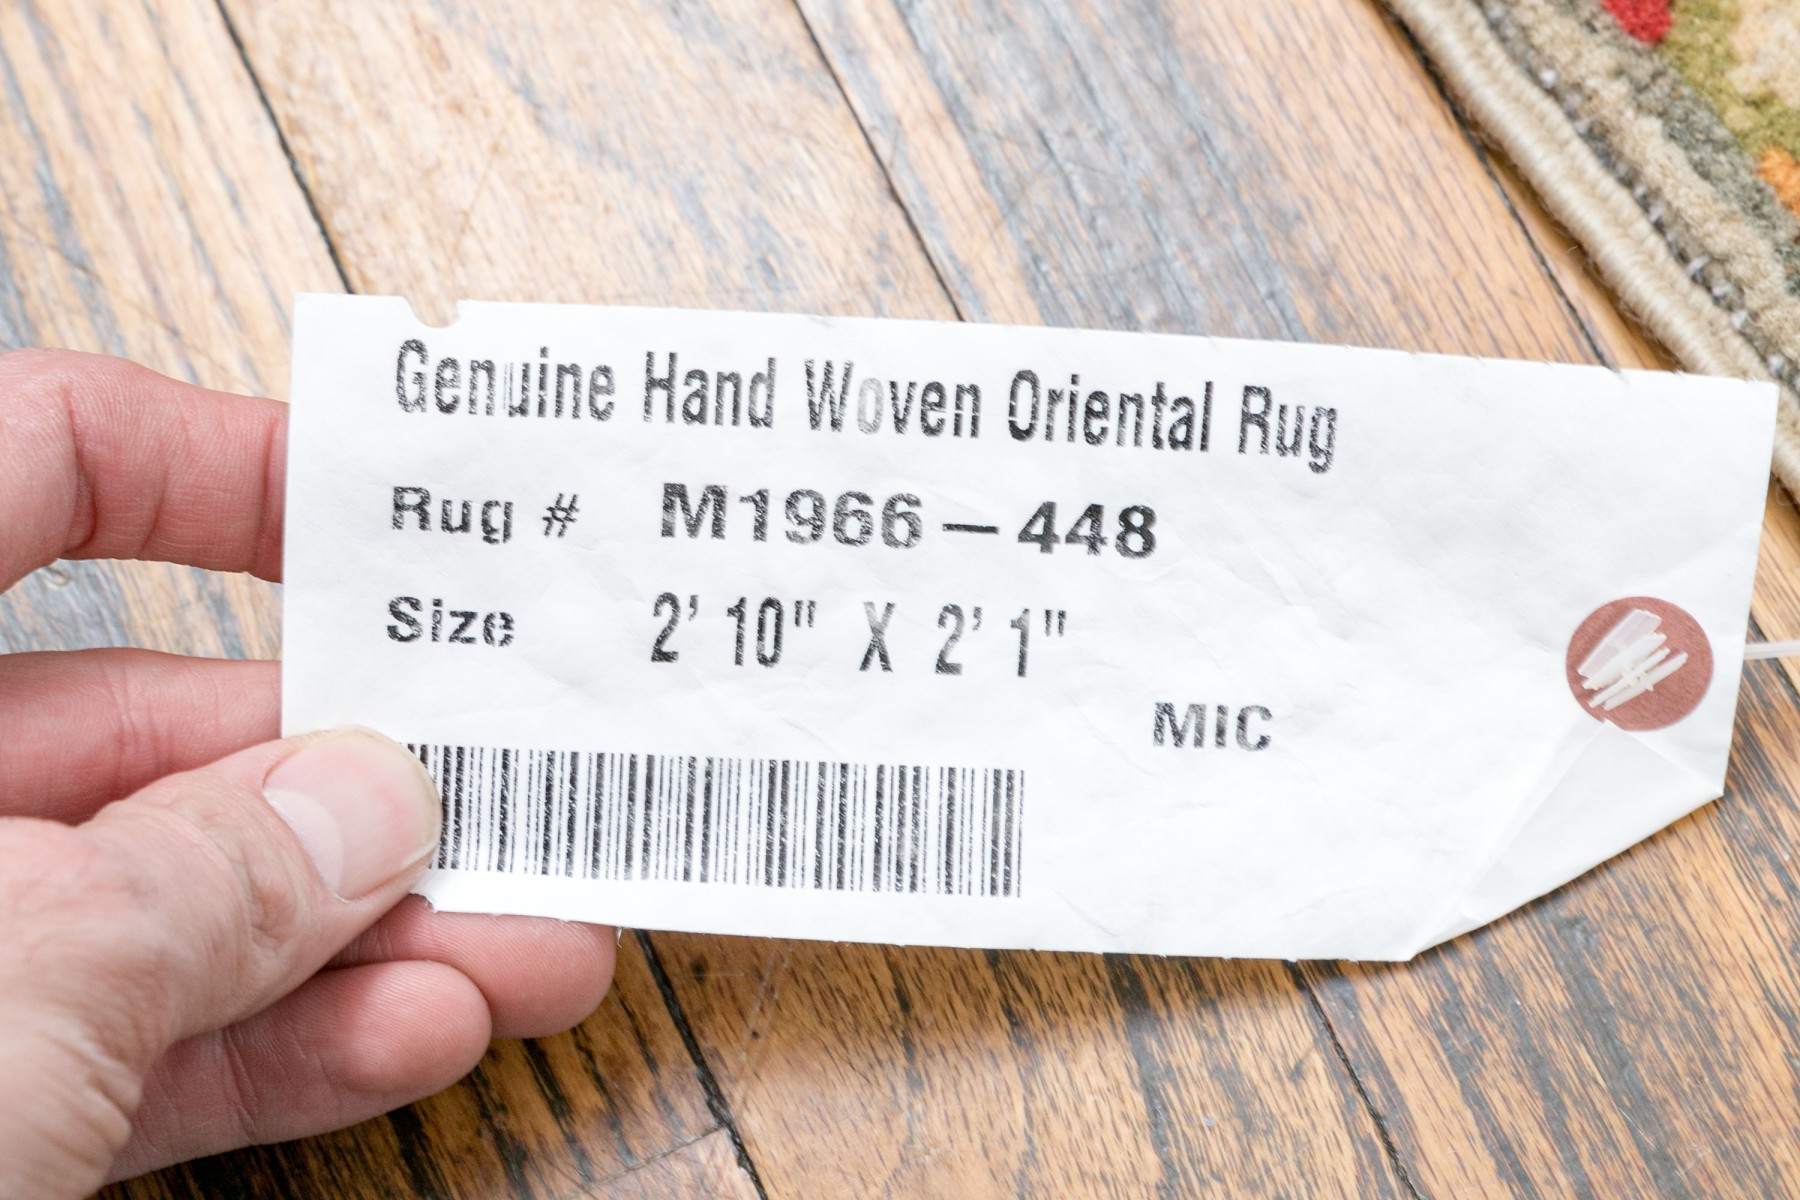 Genuine Hand Woven Oriental Rug
Rug # M1966-448
Size 2' 10" X 2' 1"
MIC